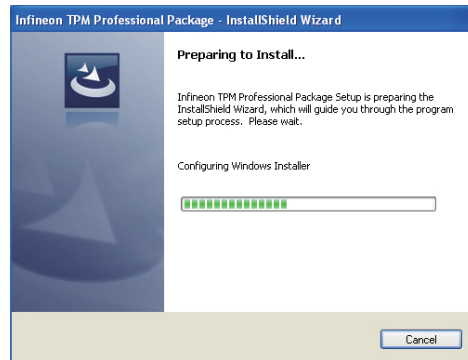 Infineon TPM Professional Package - InstallShield Wizard
Preparing to Install...
Infineon TPM Professional Package Setup is preparing the
InstallShield Wizard, which will guide you through the program
setup process. Please wait.
Configuring Windows Installer
Cancel